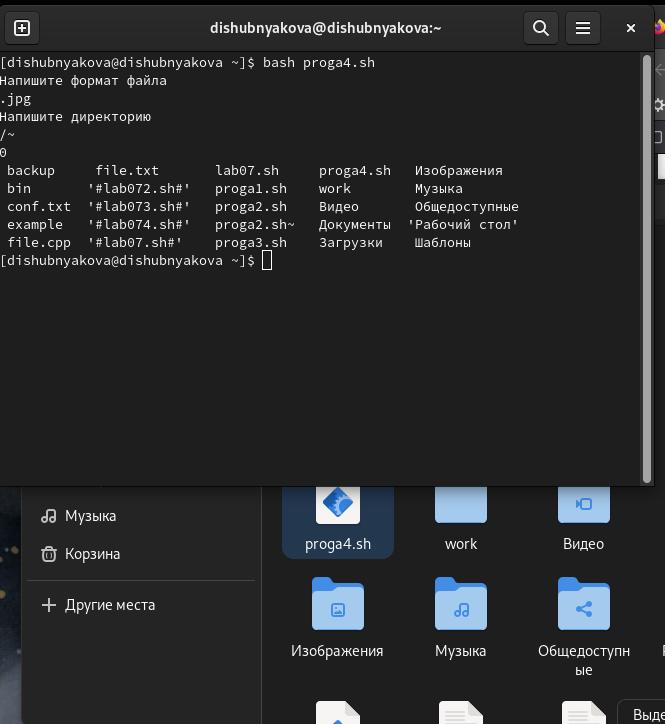 dishubnyakova@dishubnyakova:~
[dishubnyakova@dishubnyakova ~]$ bash proga4.sh
Напишите формат файла
.jpg
Напишите директорию
/~
0
backup file.txt lab07.sh proga4.sh Изображения
bin '#lab072.sh#' proga1.sh work Музыка
conf.txt '#lab073.sh#' proga2.sh Видео Общедоступные
example '#lab074.sh#' proga2.sh~ Документы 'Рабочий стол'
file.cpp '#lab07.sh#' proga3.sh Загрузки Шаблоны
[dishubnyakova@dishubnyakova ~]$
Музыка
Корзина
Другие места
proga4.sh work Видео
Изображения Музыка Общедоступн
ые
Выде